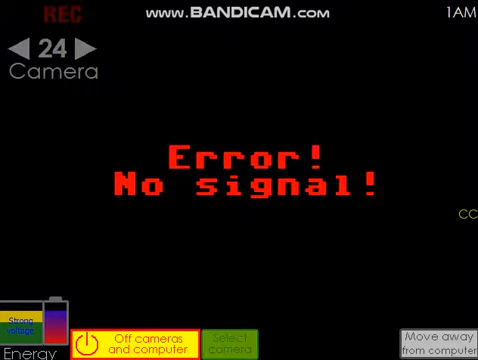 REC
www.BANDICAM.com
1AM
24
Camera
Error!
No signal!
CC
Strong
voltage
Energy
Off cameras
and computer
Select
camera
Move away
from computer